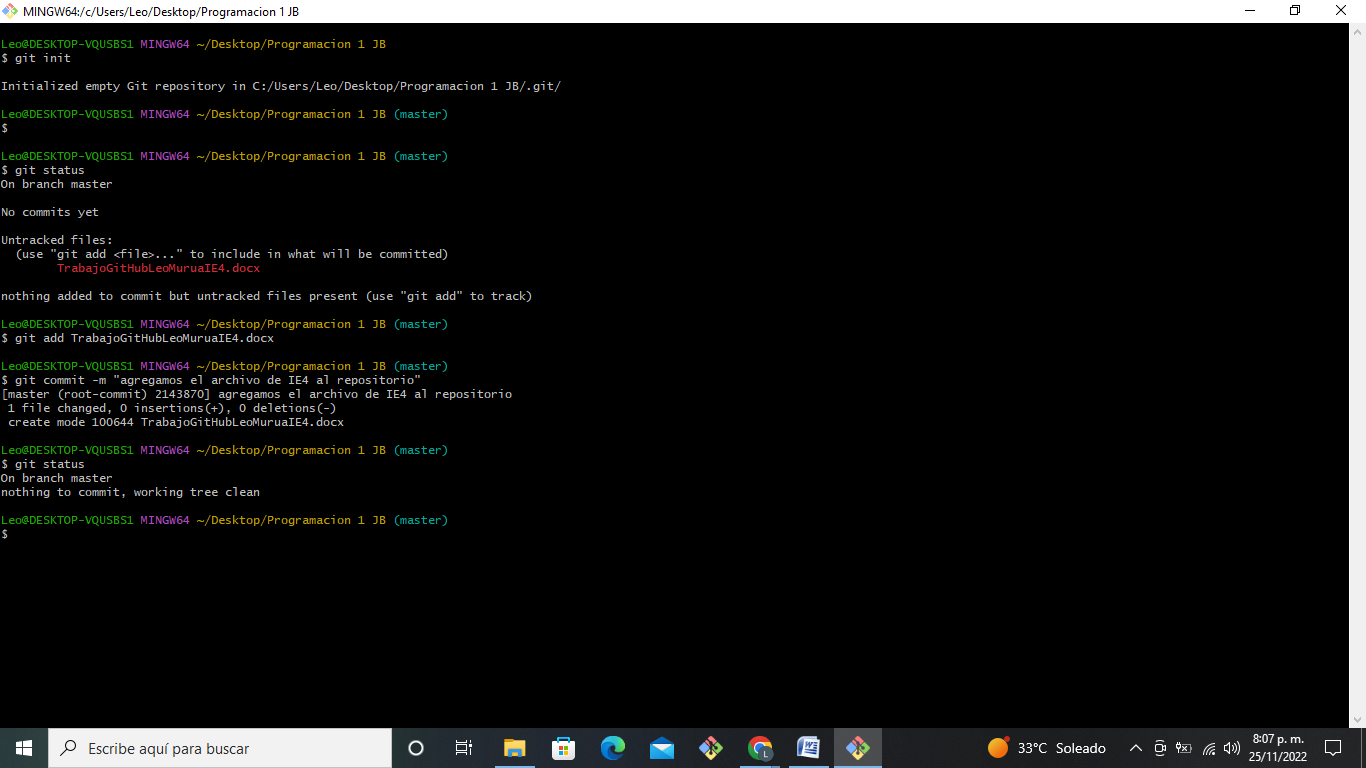 MINGW64:/c/Users/Leo/Desktop/Programacion 1 JB
Leo@DESKTOP-VQUSBS1 MINGW64 ~/Desktop/Programacion 1 JB
$ git init
Initialized empty Git repository in C:/Users/Leo/Desktop/Programacion 1 JB/.git/
Leo@DESKTOP-VQUSBS1 MINGW64 ~/Desktop/Programacion 1 JB (master)
$
Leo@DESKTOP-VQUSBS1 MINGW64 ~/Desktop/Programacion 1 JB (master)
$ git status
On branch master
No commits yet
Untracked files:
(use "git add <file>..." to include in what will be committed)
TrabajoGitHubLeoMuruaIE4.docx
nothing added to commit but untracked files present (use "git add" to track)
Leo@DESKTOP-VQUSBS1 MINGW64 ~/Desktop/Programacion 1 JB (master)
$ git add TrabajoGitHubLeoMuruaIE4.docx
Leo@DESKTOP-VQUSBS1 MINGW64 ~/Desktop/Programacion 1 JB (master)
$ git commit -m "agregamos el archivo de IE4 al repositorio"
[master (root-commit) 2143870] agregamos el archivo de IE4 al repositorio
1 file changed, 0 insertions(+), 0 deletions(-)
create mode 100644 TrabajoGitHubLeoMuruaIE4.docx
Leo@DESKTOP-VQUSBS1 MINGW64 ~/Desktop/Programacion 1 JB (master)
$ git status
On branch master
nothing to commit, working tree clean
Leo@DESKTOP-VQUSBS1 MINGW64 ~/Desktop/Programacion 1 JB (master)
$
Escribe aquí para buscar
L
W
33°C Soleado
8:07 p. m.
25/11/2022